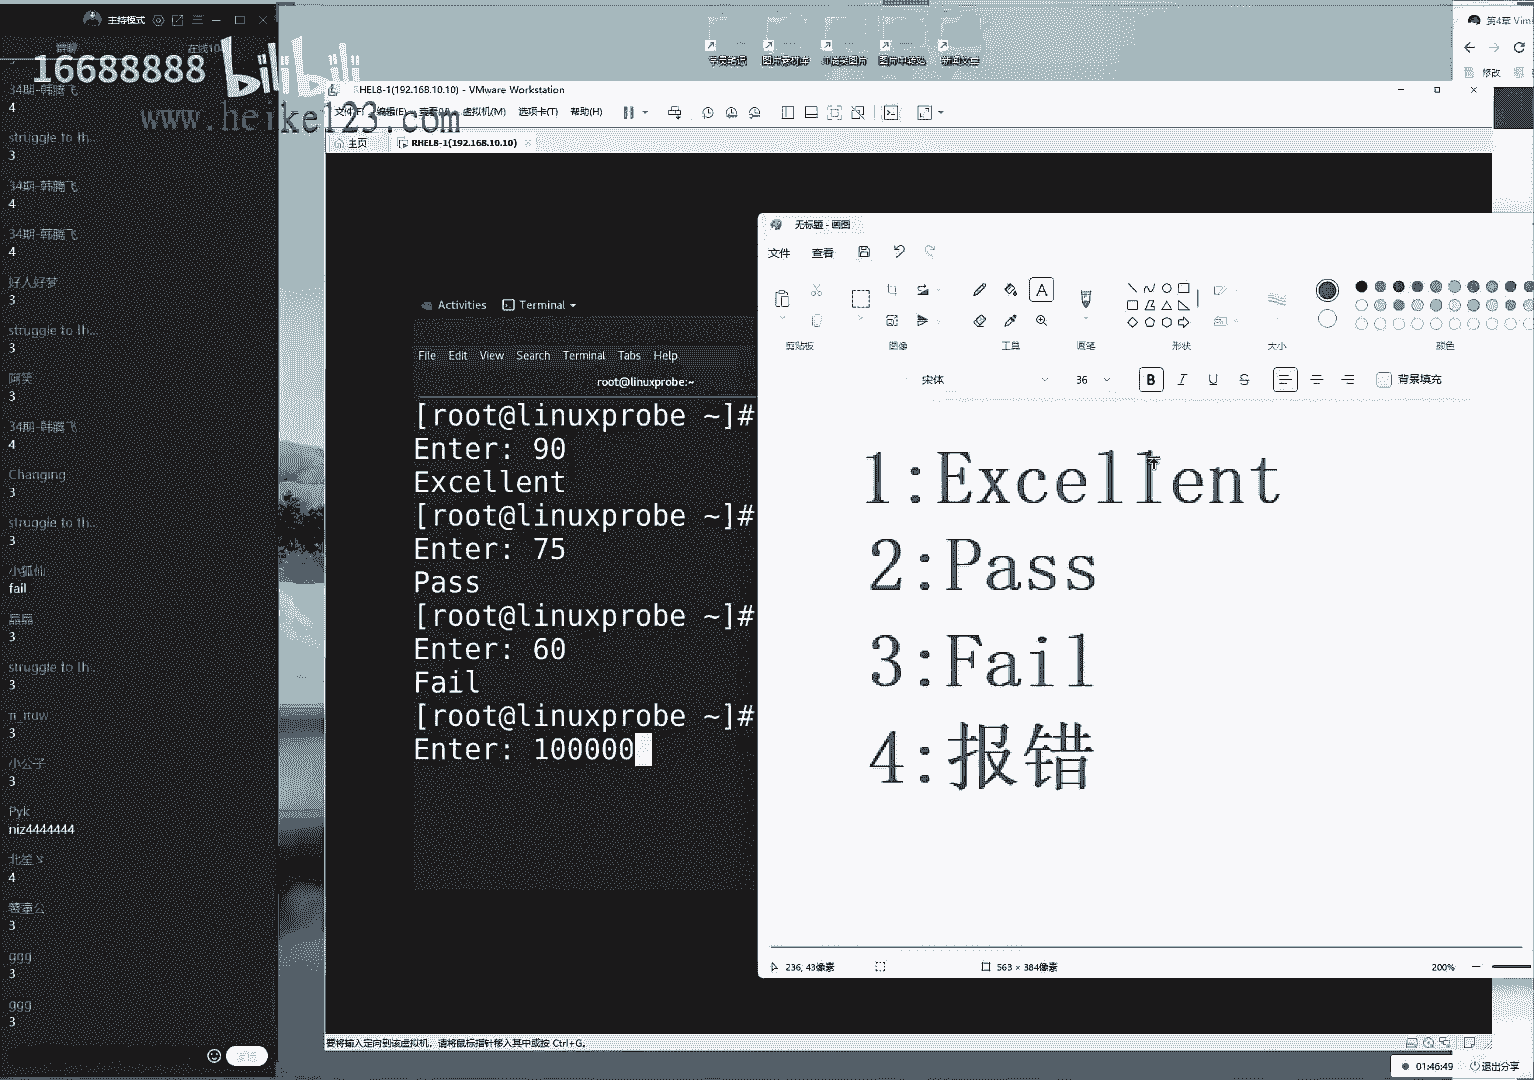 主持模式
16688888 bilibili
www.heike123.com
34期-韩腾飞
4
struggle to th...
3
34期-韩腾飞
4
34期-韩腾飞
4
好人好梦
3
struggle to th...
3
阿笑
3
34期-韩腾飞
4
Changing
3
struggle to th...
3
小狐仙
fail
磊磊
3
struggle to th...
3
3
小公子
3
Pyk
niz4444444
4
3
ggg
3
ggg
3
RHEL8-1(192.168.10.10) - VMware Workstation
文件(F) 编辑(E) 查看(V) 虚拟机(M) 选项卡(T) 帮助(H)
主页 RHEL8-1(192.168.10.10)
Activities Terminal
File Edit View Search Terminal Tabs Help
root@linuxprobe:~
[root@linuxprobe ~]#
Enter: 90
Excellent
[root@linuxprobe ~]#
Enter: 75
Pass
[root@linuxprobe ~]#
Enter: 60
Fail
[root@linuxprobe ~]#
Enter: 100000
无标题 - 画图
文件 查看
剪贴板 图像 工具 画笔 形状 大小 颜色
宋体 36 B I U S 背景填充
1:Excellent
2:Pass
3:Fail
4:报错
236, 43像素 563 × 384像素 200%
要将输入定向到该虚拟机，请将鼠标指针移入其中或按 Ctrl+G。
第4章 Vim
修改
01:46:49 退出分享